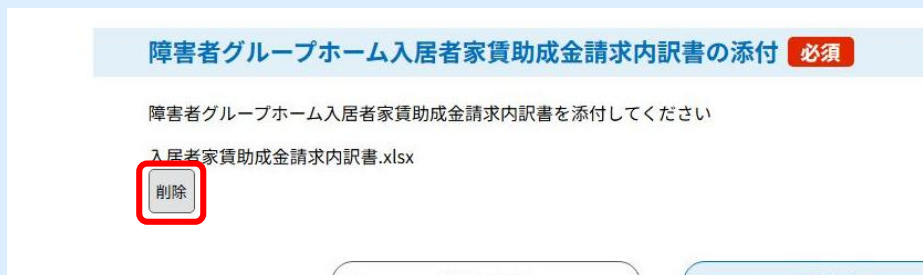 障害者グループホーム入居者家賃助成金請求内訳書の添付 必須
障害者グループホーム入居者家賃助成金請求内訳書を添付してください
入居者家賃助成金請求内訳書.xlsx
削除